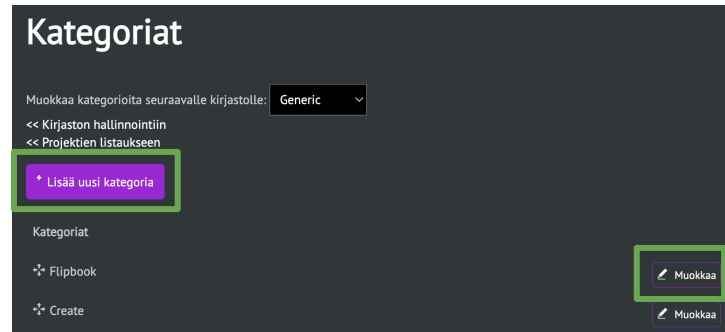 Kategoriat
Muokkaa kategorioita seuraavalle kirjastolle: Generic
<< Kirjaston hallinnointiin
<< Projektien listaukseen
+ Lisää uusi kategoria
Kategoriat
Flipbook Muokkaa
Create Muokkaa